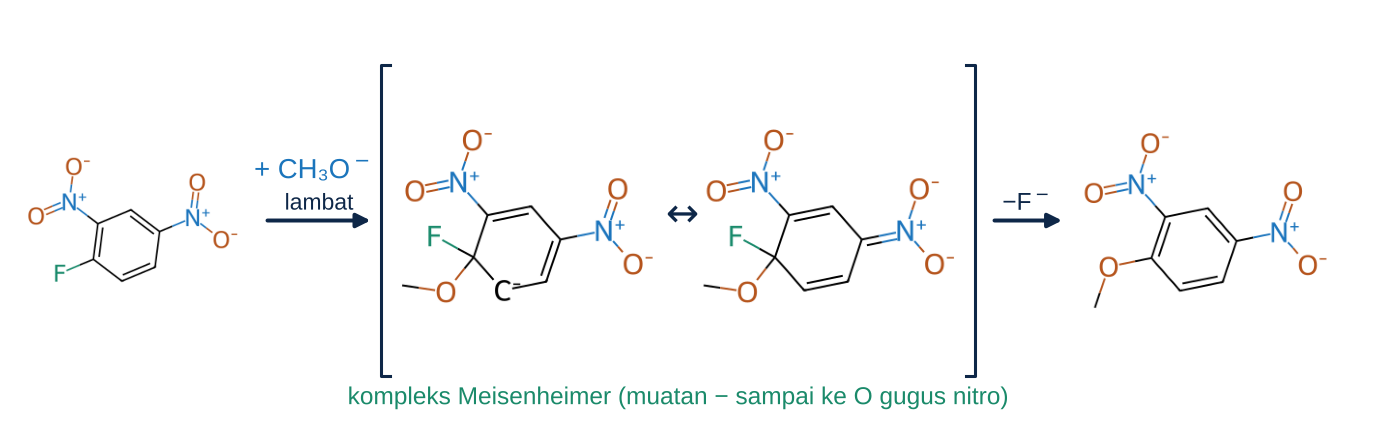 O⁻
O
N⁺
O
N⁺
O⁻
F
+ CH₃O⁻
lambat
O⁻
O
N⁺
O
N⁺
O⁻
F
O
C⁻
↔
O⁻
O
N⁺
O⁻
N⁺
O⁻
F
O
−F⁻
O⁻
O
N⁺
O
N⁺
O⁻
O
kompleks Meisenheimer (muatan − sampai ke O gugus nitro)